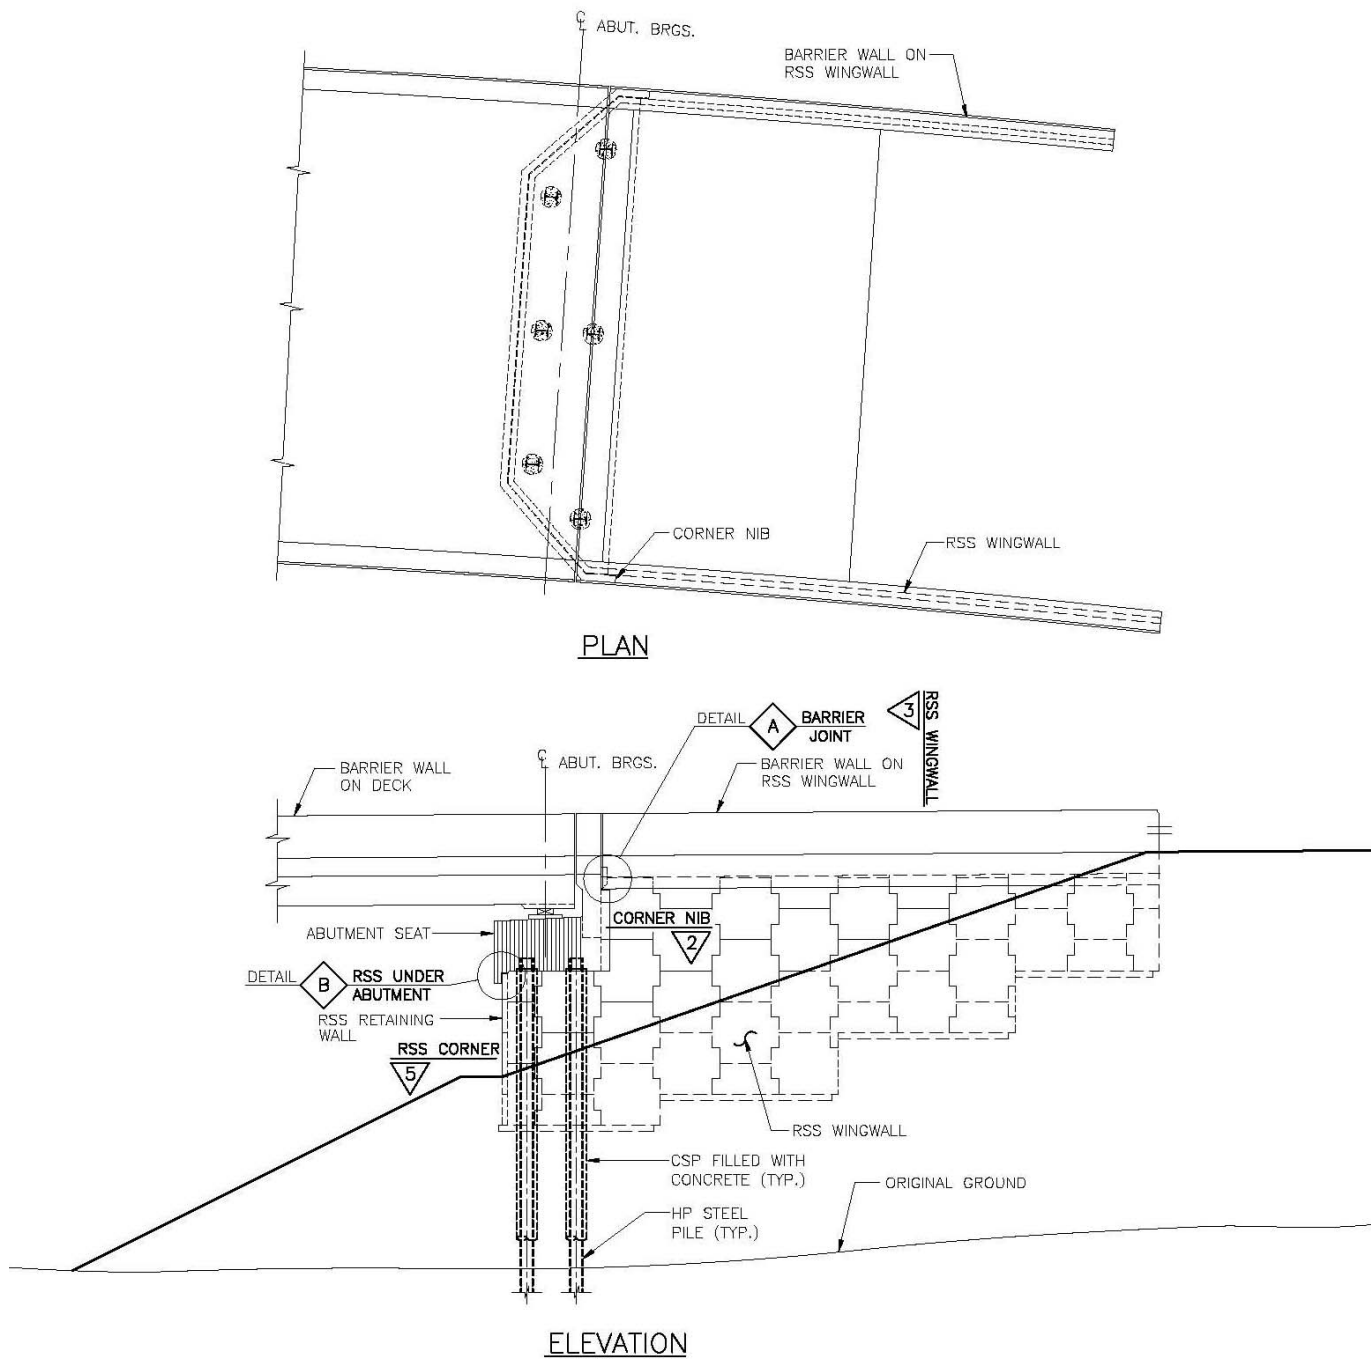 ℄ ABUT. BRGS.
BARRIER WALL ON
RSS WINGWALL
CORNER NIB
RSS WINGWALL
PLAN
DETAIL A BARRIER
JOINT
3
RSS WINGWALL
℄ ABUT. BRGS.
BARRIER WALL
ON DECK
BARRIER WALL ON
RSS WINGWALL
CORNER NIB
2
ABUTMENT SEAT
DETAIL B RSS UNDER
ABUTMENT
RSS RETAINING
WALL
RSS CORNER
5
RSS WINGWALL
CSP FILLED WITH
CONCRETE (TYP.)
ORIGINAL GROUND
HP STEEL
PILE (TYP.)
ELEVATION